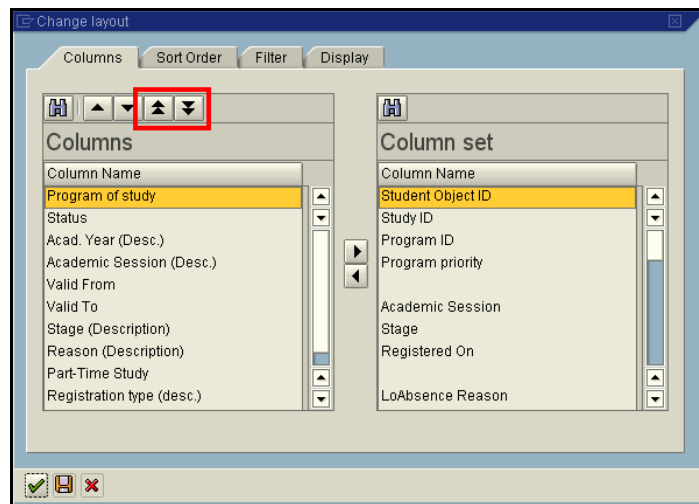 Change layout
Columns
Sort Order
Filter
Display
Columns
Column Name
Program of study
Status
Acad. Year (Desc.)
Academic Session (Desc.)
Valid From
Valid To
Stage (Description)
Reason (Description)
Part-Time Study
Registration type (desc.)
Column set
Column Name
Student Object ID
Study ID
Program ID
Program priority
Academic Session
Stage
Registered On
LoAbsence Reason